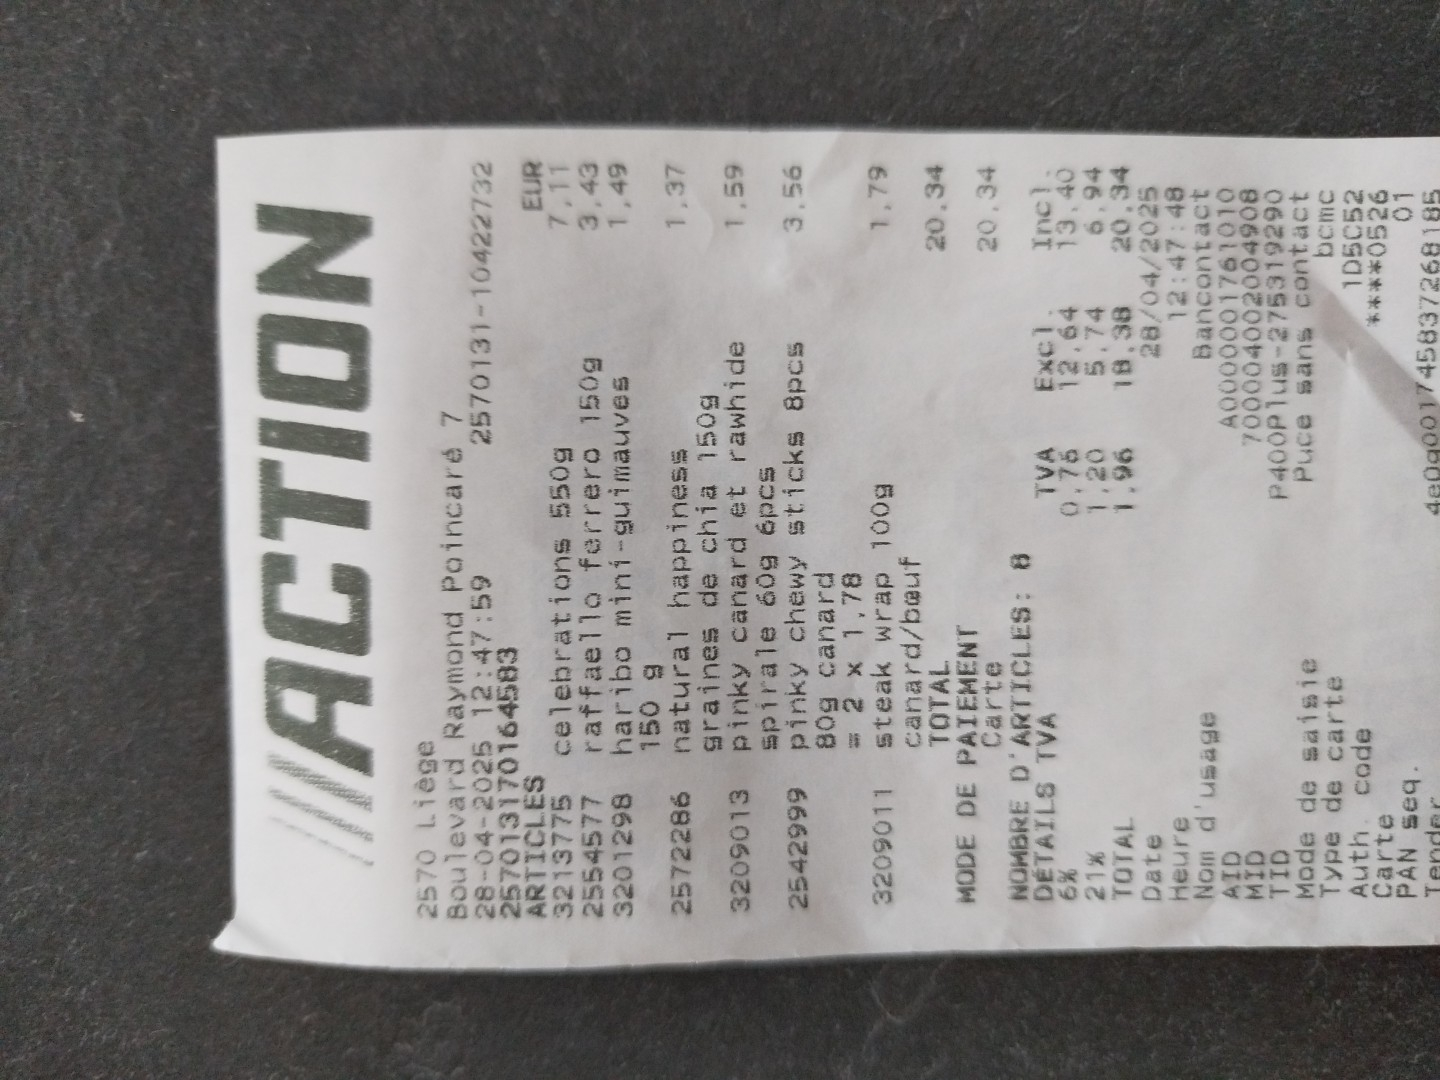 ACTION
2570 Liège
Boulevard Raymond Poincaré 7
28-04-2025 12:47:59 2570131-10422732
2570131701 64583
ARTICLES EUR
3213775 celebrations 550g 7,11
2554577 raffaello ferrero 150g 3,43
3201298 haribo mini-guimauves 1,49
150 g
2572286 natural happiness 1,37
graines de chia 150g
3209013 pinky canard et rawhide 1,59
spirale 60g 6pcs
2542999 pinky chewy sticks 8pcs 3,56
80g canard
= 2 x 1,78
3209011 steak wrap 100g 1,79
canard/bœuf
TOTAL 20,34
MODE DE PAIEMENT
Carte 20,34
NOMBRE D'ARTICLES: 8
DÉTAILS TVA TVA Excl. Incl.
6% 0,76 12,64 13,40
21% 1,20 5,74 6,94
TOTAL 1,96 18,38 20,34
Date 28/04/2025
Heure 12:47:48
Nom d'usage Bancontact
AID A0000001761010
MID 70004002004908
TID P400Plus-275319290
Mode de saisie Puce sans contact
Type de carte bcmc
Auth. code 1D5C52
Carte ****0526
PAN seq. 01
Tender 4e0g0017458372681 85